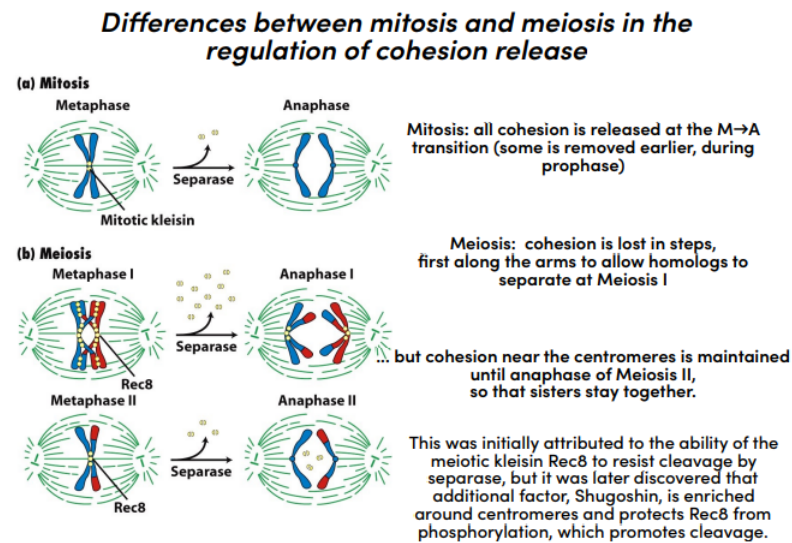 Differences between mitosis and meiosis in the
regulation of cohesion release
(a) Mitosis
Metaphase
Anaphase
Separase
Mitotic kleisin
Mitosis: all cohesion is released at the M→A
transition (some is removed earlier, during
prophase)
(b) Meiosis
Metaphase I
Anaphase I
Separase
Rec8
Meiosis:  cohesion is lost in steps,
first along the arms to allow homologs to
separate at Meiosis I
... but cohesion near the centromeres is maintained
until anaphase of Meiosis II,
so that sisters stay together.
Metaphase II
Anaphase II
Separase
Rec8
This was initially attributed to the ability of the
meiotic kleisin Rec8 to resist cleavage by
separase, but it was later discovered that
additional factor, Shugoshin, is enriched
around centromeres and protects Rec8 from
phosphorylation, which promotes cleavage.